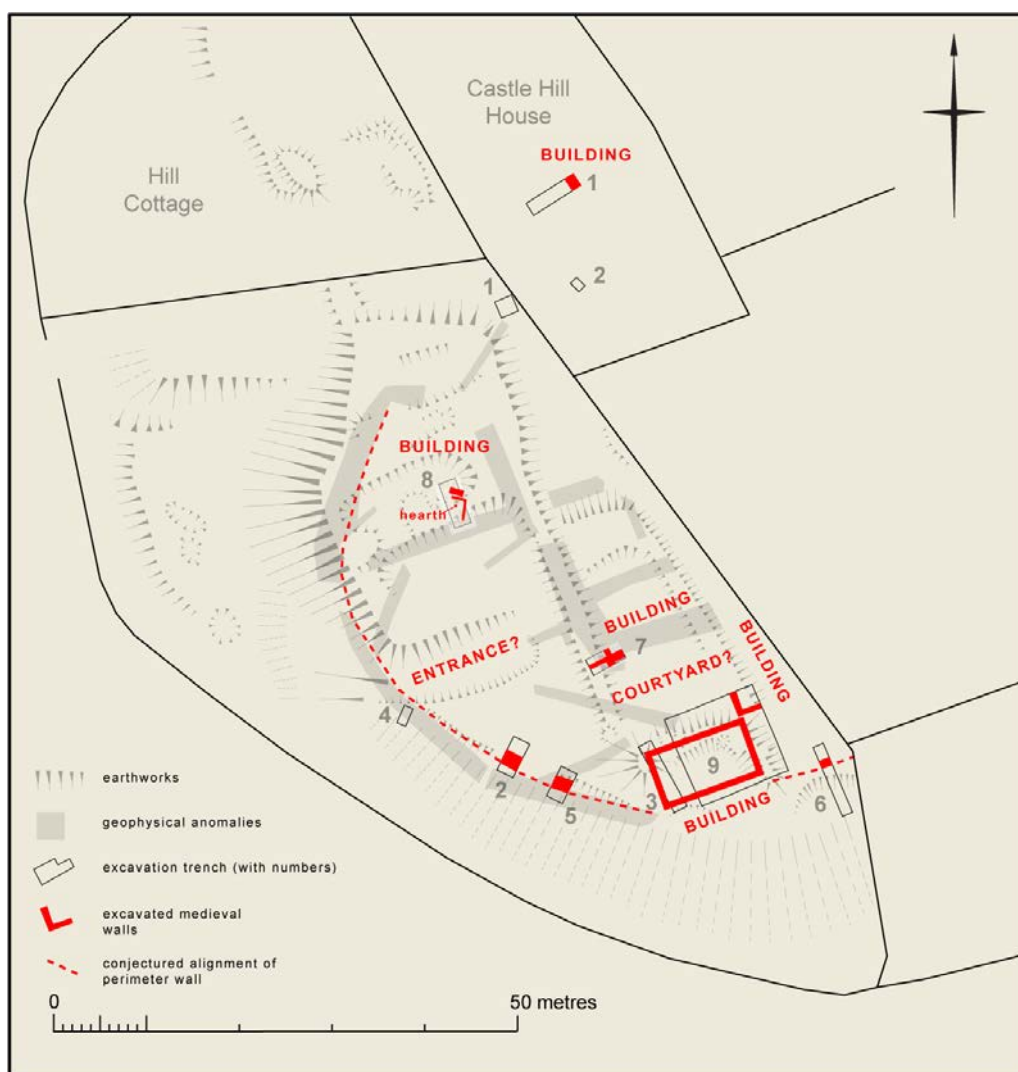 Castle Hill
House
BUILDING
1
Hill
Cottage
2
1
BUILDING
8
hearth
BUILDING
7
BUILDING
ENTRANCE?
COURTYARD?
4
2
5
3
9
6
BUILDING
earthworks
geophysical anomalies
excavation trench (with numbers)
excavated medieval
walls
conjectured alignment of
perimeter wall
0
50 metres